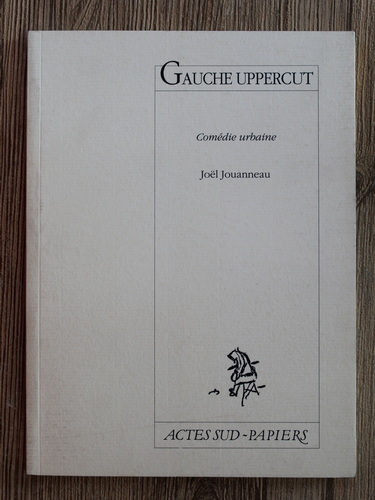 GAUCHE UPPERCUT
Comédie urbaine
Joël Jouanneau
ACTES SUD-PAPIERS